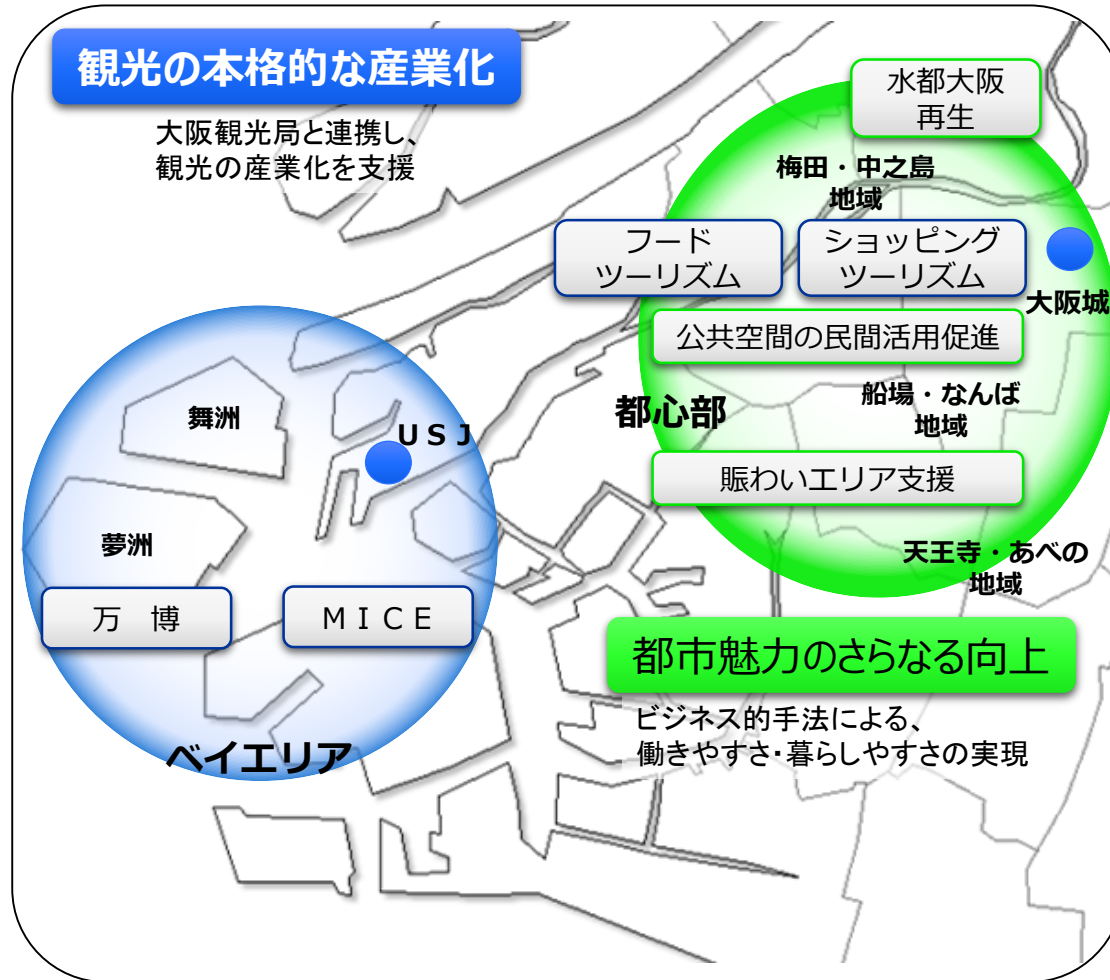 観光の本格的な産業化
大阪観光局と連携し、
観光の産業化を支援
水都大阪
再生
梅田・中之島
地域
フード
ツーリズム
ショッピング
ツーリズム
大阪城
公共空間の民間活用促進
都心部
船場・なんば
地域
賑わいエリア支援
天王寺・あべの
地域
舞洲
ＵＳＪ
夢洲
万　博
ＭＩＣＥ
ベイエリア
都市魅力のさらなる向上
ビジネス的手法による、
働きやすさ・暮らしやすさの実現